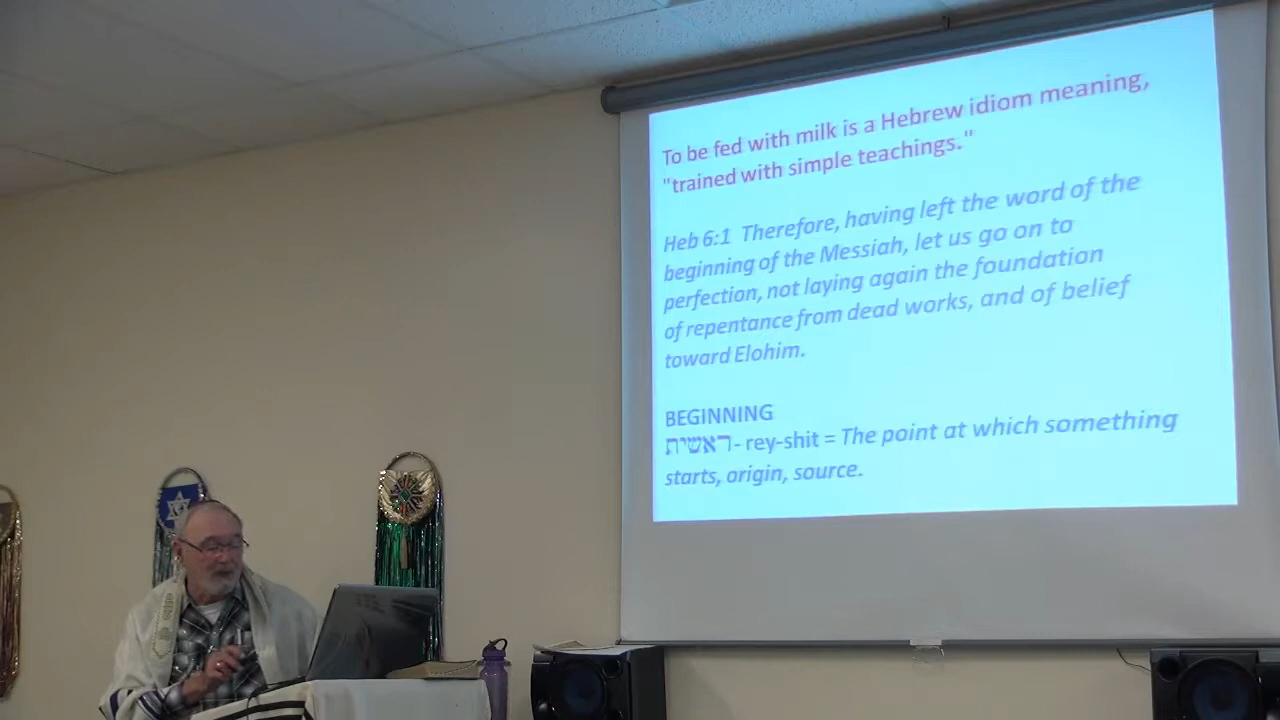 To be fed with milk is a Hebrew idiom meaning,
"trained with simple teachings."
Heb 6:1 Therefore, having left the word of the
beginning of the Messiah, let us go on to
perfection, not laying again the foundation
of repentance from dead works, and of belief
toward Elohim.
BEGINNING
ראשית - rey-shit = The point at which something
starts, origin, source.